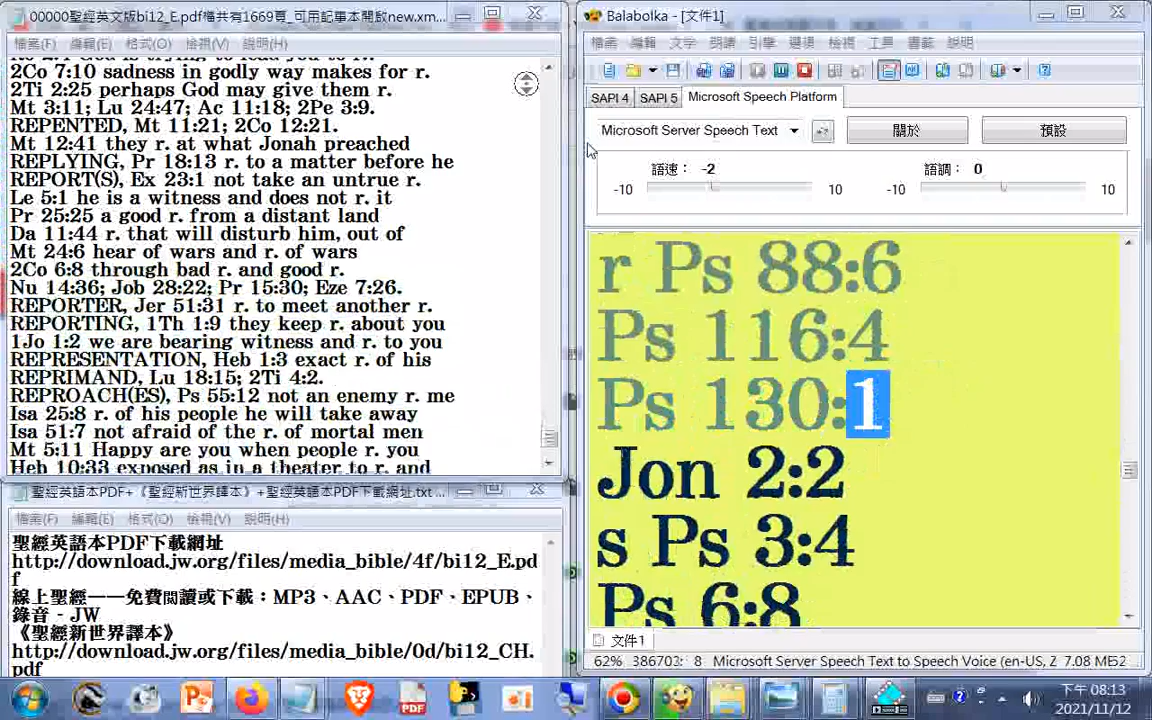 00000聖經英文版bi12_E.pdf檔共有1669頁_可用記事本開啟new.xm...
檔案(F) 編輯(E) 格式(O) 檢視(V) 說明(H)
2Co 7:10 sadness in godly way makes for r.
2Ti 2:25 perhaps God may give them r.
Mt 3:11; Lu 24:47; Ac 11:18; 2Pe 3:9.
REPENTED, Mt 11:21; 2Co 12:21.
Mt 12:41 they r. at what Jonah preached
REPLYING, Pr 18:13 r. to a matter before he
REPORT(S), Ex 23:1 not take an untrue r.
Le 5:1 he is a witness and does not r. it
Pr 25:25 a good r. from a distant land
Da 11:44 r. that will disturb him, out of
Mt 24:6 hear of wars and r. of wars
2Co 6:8 through bad r. and good r.
Nu 14:36; Job 28:22; Pr 15:30; Eze 7:26.
REPORTER, Jer 51:31 r. to meet another r.
REPORTING, 1Th 1:9 they keep r. about you
1Jo 1:2 we are bearing witness and r. to you
REPRESENTATION, Heb 1:3 exact r. of his
REPRIMAND, Lu 18:15; 2Ti 4:2.
REPROACH(ES), Ps 55:12 not an enemy r. me
Isa 25:8 r. of his people he will take away
Isa 51:7 not afraid of the r. of mortal men
Mt 5:11 Happy are you when people r. you
Heb 10:33 exposed as in a theater to r. and
聖經英語本PDF+《聖經新世界譯本》+聖經英語本PDF下載網址.txt ...
檔案(F) 編輯(E) 格式(O) 檢視(V) 說明(H)
聖經英語本PDF下載網址
http://download.jw.org/files/media_bible/4f/bi12_E.pd
f
線上聖經——免費閱讀或下載：MP3、AAC、PDF、EPUB、
錄音 - JW
《聖經新世界譯本》
http://download.jw.org/files/media_bible/0d/bi12_CH.
pdf
Balabolka - [文件1]
檔案 編輯 文字 朗讀 引擎 選項 檢視 工具 書籤 說明
SAPI 4 SAPI 5 Microsoft Speech Platform
Microsoft Server Speech Text 關於 預設
語速： -2 語調： 0
-10 10 -10 10
r Ps 88:6
Ps 116:4
Ps 130:1
Jon 2:2
s Ps 3:4
Ps 6:8
文件1
62% 386703: 8 Microsoft Server Speech Text to Speech Voice (en-US, Z 7.08 МБ52
PDF
下午 08:13
2021/11/12